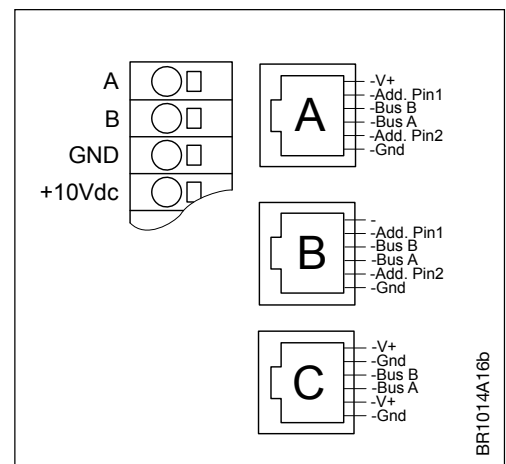 A
B
GND
+10Vdc
A
-V+
-Add. Pin1
-Bus B
-Bus A
-Add. Pin2
-Gnd
B
-
-Add. Pin1
-Bus B
-Bus A
-Add. Pin2
-Gnd
C
-V+
-Gnd
-Bus B
-Bus A
-V+
-Gnd
BR1014A16b